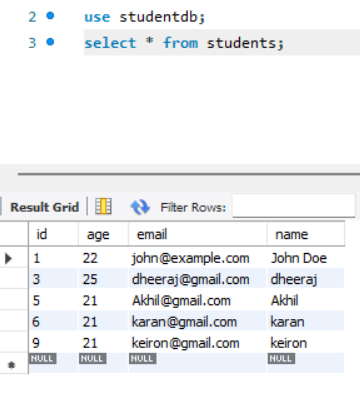 2 use studentdb;
3 select * from students;
Result Grid Filter Rows:
id age email name
1 22 john@example.com John Doe
3 25 dheeraj@gmail.com dheeraj
5 21 Akhil@gmail.com Akhil
6 21 karan@gmail.com karan
9 21 keiron@gmail.com keiron
NULL NULL NULL NULL